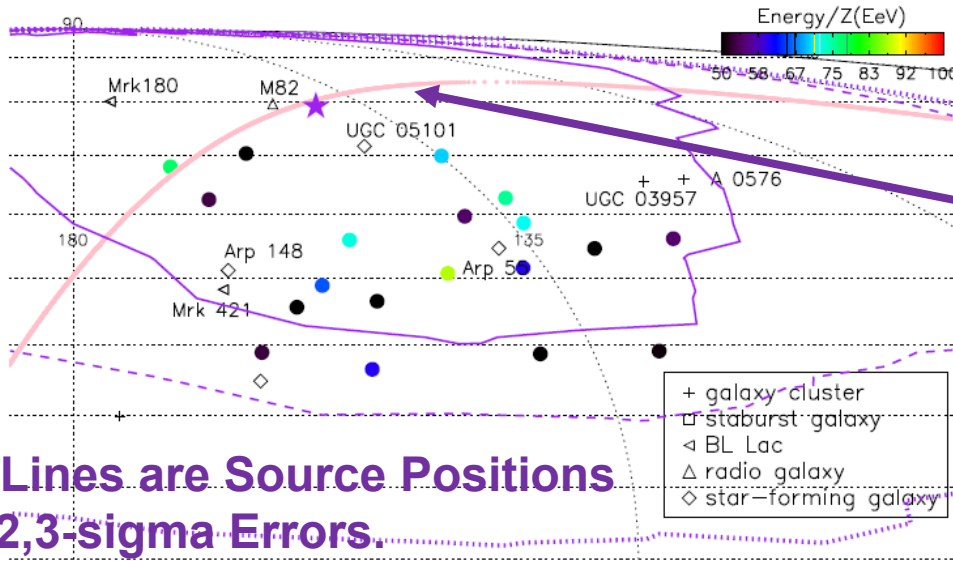 90
Energy/Z(EeV)
50 58 67 75 83 92 100
Mrk180
M82
UGC 05101
A 0576
UGC 03957
180
135
Arp 148
Arp 55
Mrk 421
+ galaxy cluster
staburst galaxy
BL Lac
radio galaxy
star-forming galaxy
Lines are Source Positions
2,3-sigma Errors.